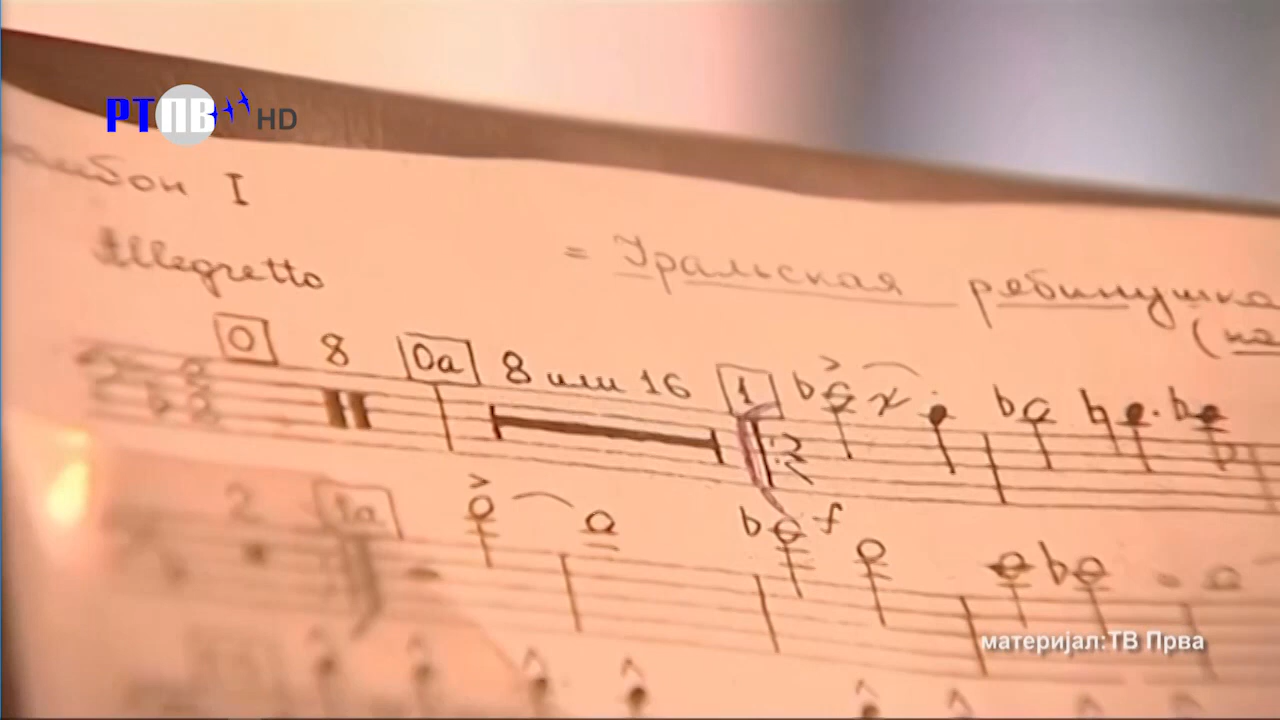 РТПВ HD
I
Allegretto
= Уральская рябинушка
0 8 0а 8 или 16 1
2 1а f
материјал:ТВ Прва